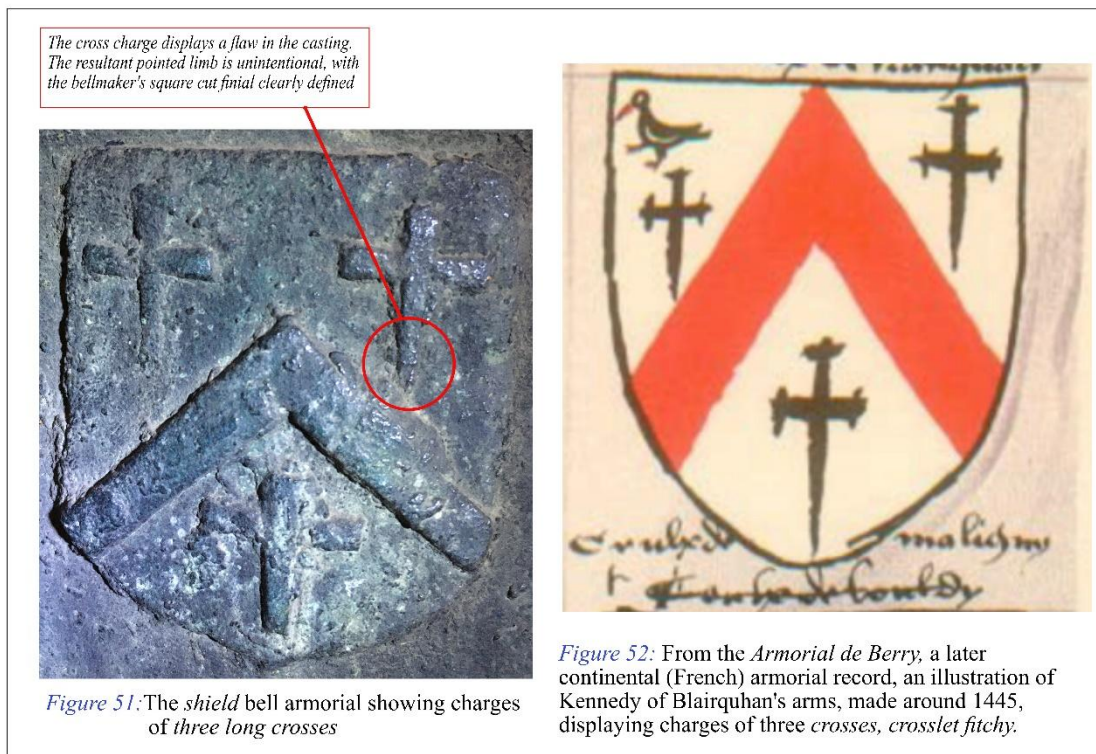 The cross charge displays a flaw in the casting.
The resultant pointed limb is unintentional, with
the bellmaker's square cut finial clearly defined
Figure 51: The shield bell armorial showing charges
of three long crosses
Figure 52: From the Armorial de Berry, a later
continental (French) armorial record, an illustration of
Kennedy of Blairquhan's arms, made around 1445,
displaying charges of three crosses, crosslet fitchy.